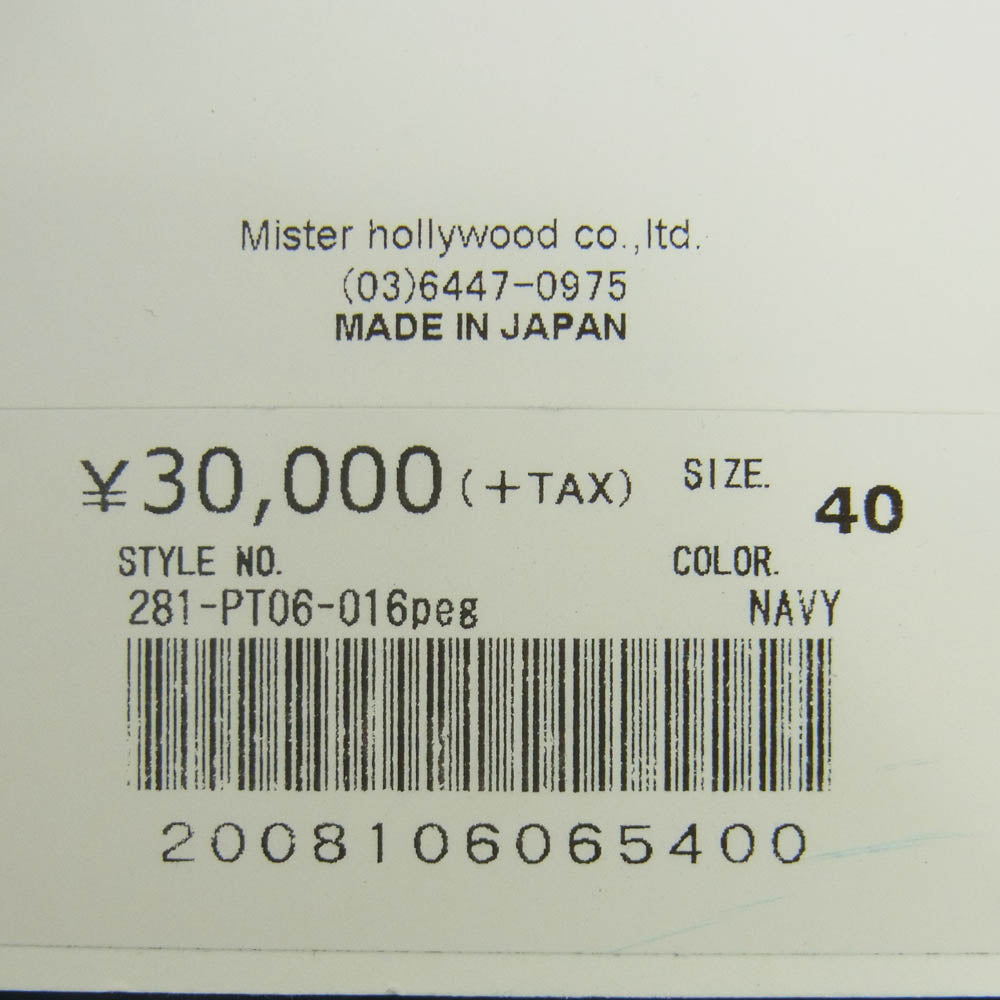 Mister hollywood co.,ltd.
(03)6447-0975
MADE IN JAPAN
¥30,000(+TAX) SIZE. 40
STYLE NO. COLOR.
281-PT06-016peg NAVY
2008106065400